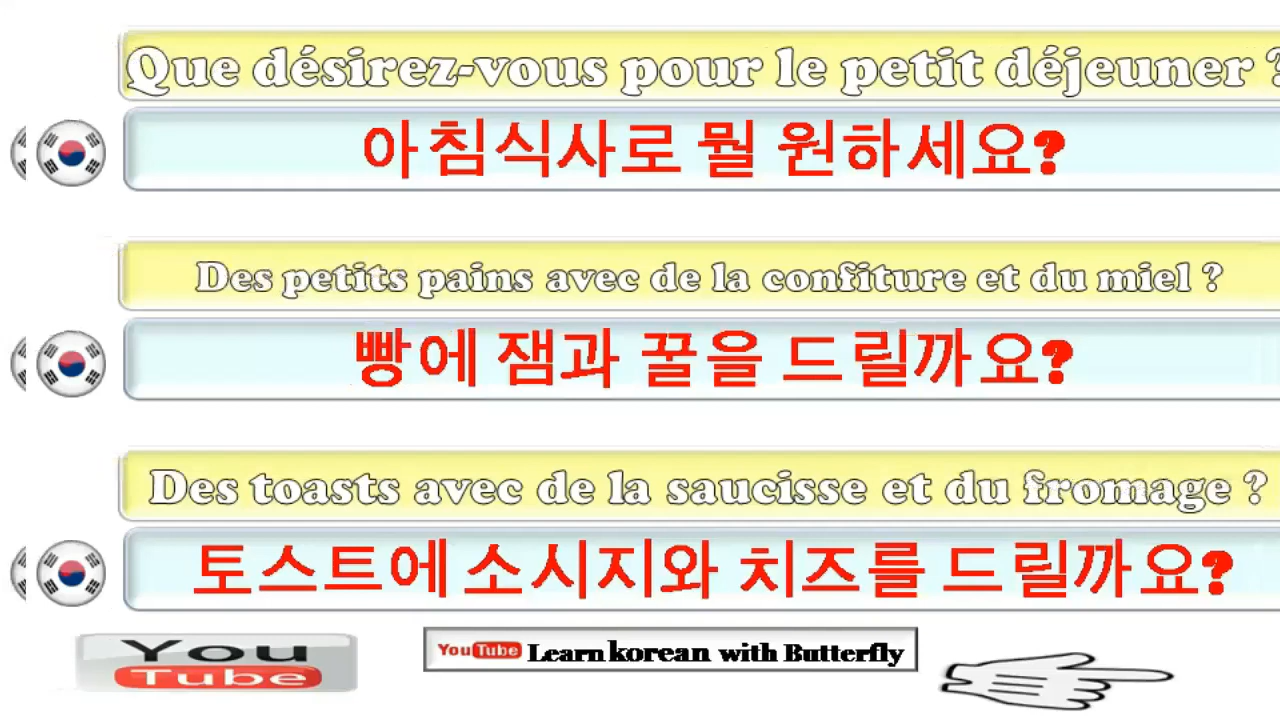 Que désirez-vous pour le petit déjeuner ?
아침식사로 뭘 원하세요?
Des petits pains avec de la confiture et du miel ?
빵에 잼과 꿀을 드릴까요?
Des toasts avec de la saucisse et du fromage ?
토스트에 소시지와 치즈를 드릴까요?
You
Tube
YouTube Learn korean with Butterfly